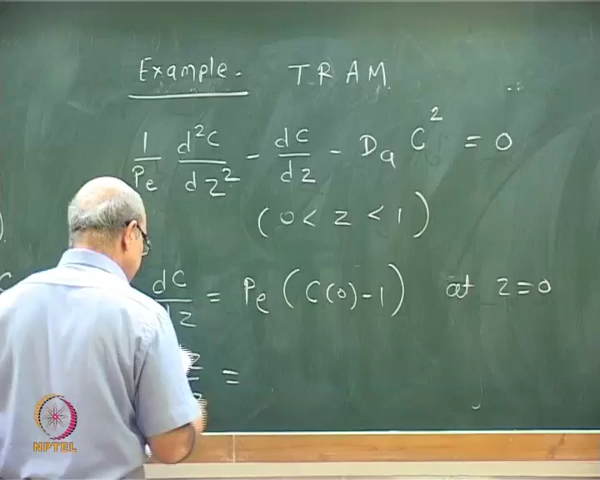 Example. TRAM.
1/Pe d²C/dz² - dC/dz - Da C² = 0
(0 < z < 1)
dC/dz = Pe (C(0)-1) at z=0
=
NPTEL